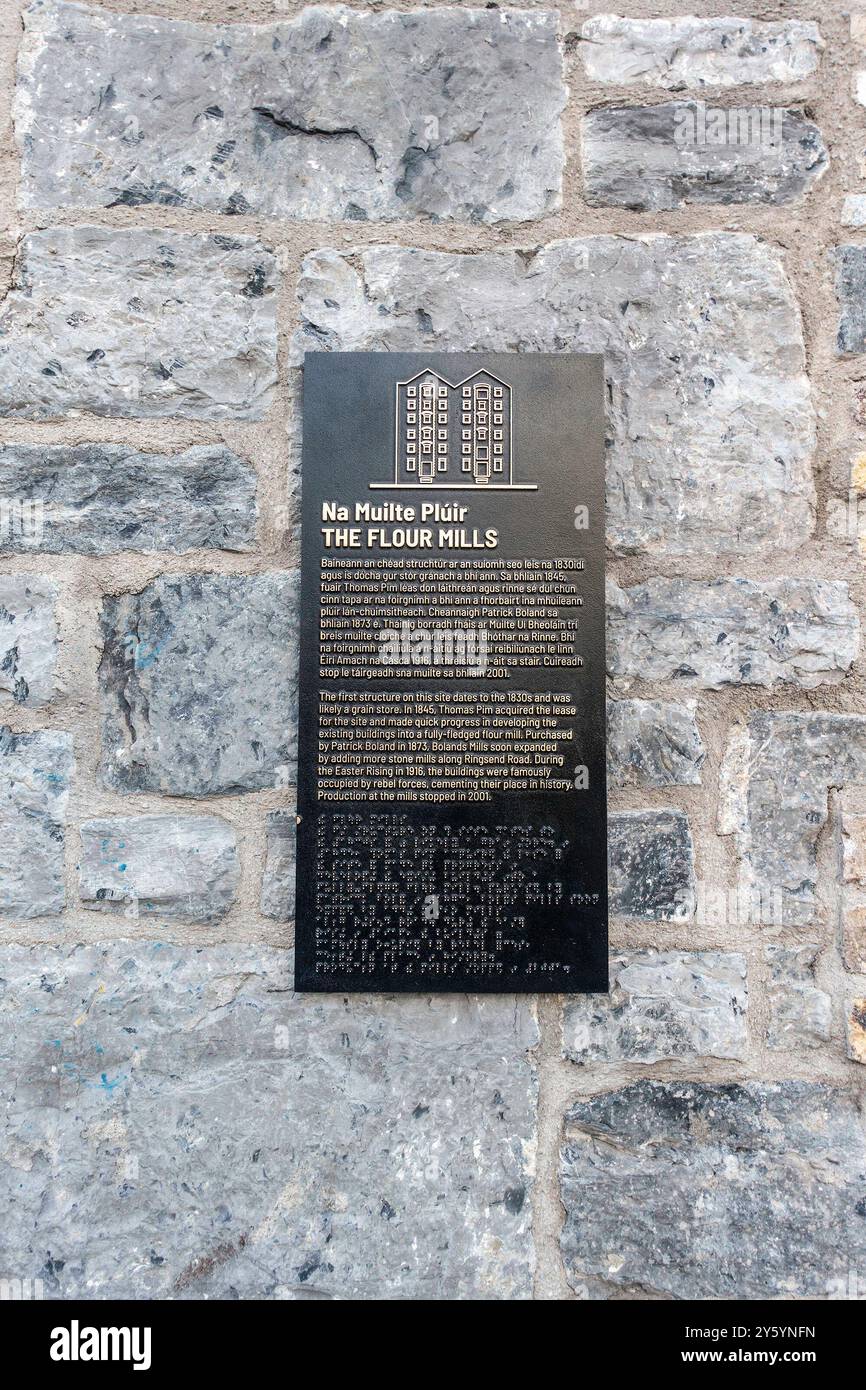 Na Muilte Plúir
THE FLOUR MILLS
Baineann an chéad struchtúr ar an suíomh seo leis na 1830idí
agus is dócha gur stór gránach a bhí ann. Sa bhliain 1845,
fuair Thomas Pim léas don láithreán agus rinne sé dul chun
cinn tapa ar na foirgnimh a bhí ann a fhorbairt ina mhuileann
plúir lán-chuimsitheach. Cheannaigh Patrick Boland sa
bhliain 1873 é. Tháinig borradh fháis ar Muilte Uí Bheoláin trí
breis muilte cloiche a chur leis feadh Bhóthar na Rinne. Bhí
na foirgnimh cháiliúla á n-áitiú ag fórsaí reibiliúnach le linn
Éirí Amach na Cásca 1916, a threisiú a n-áit sa stair. Cuireadh
stop le táirgeadh sna muilte sa bhliain 2001.
The first structure on this site dates to the 1830s and was
likely a grain store. In 1845, Thomas Pim acquired the lease
for the site and made quick progress in developing the
existing buildings into a fully-fledged flour mill. Purchased
by Patrick Boland in 1873, Bolands Mills soon expanded
by adding more stone mills along Ringsend Road. During
the Easter Rising in 1916, the buildings were famously
occupied by rebel forces, cementing their place in history.
Production at the mills stopped in 2001.
alamy
Image ID: 2Y5YNFN
www.alamy.com